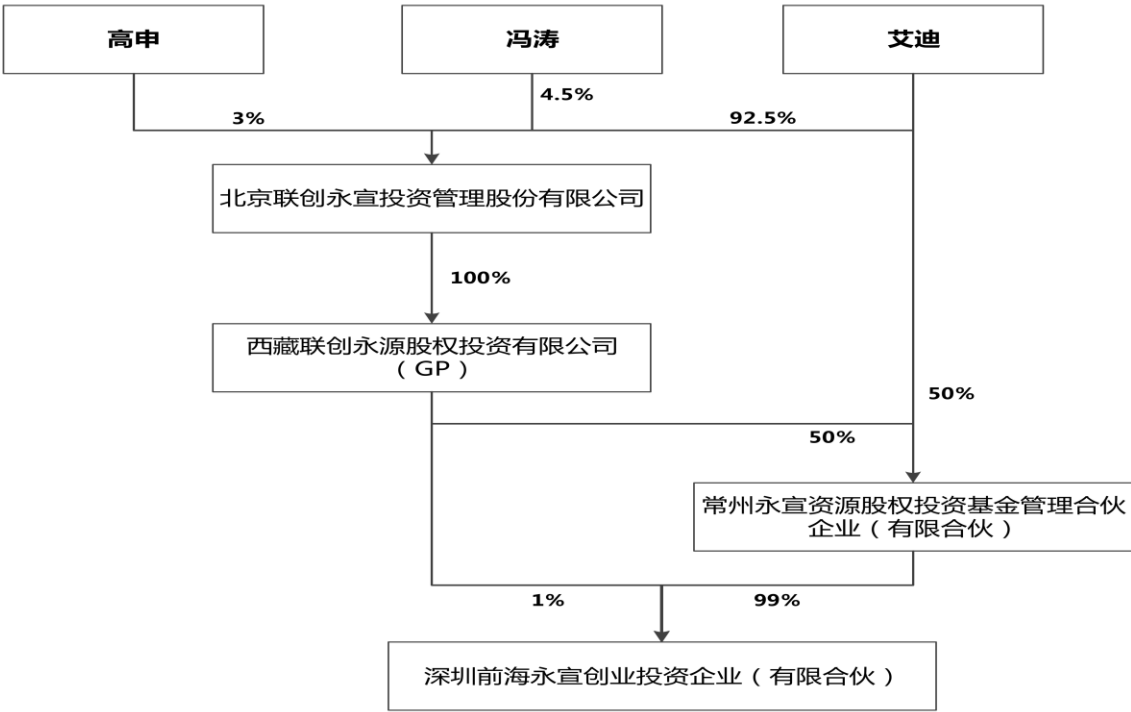 高申
冯涛
艾迪
4.5%
3%
92.5%
北京联创永宣投资管理股份有限公司
100%
西藏联创永源股权投资有限公司
（GP）
50%
50%
常州永宣资源股权投资基金管理合伙
企业（有限合伙）
1%
99%
深圳前海永宣创业投资企业（有限合伙）